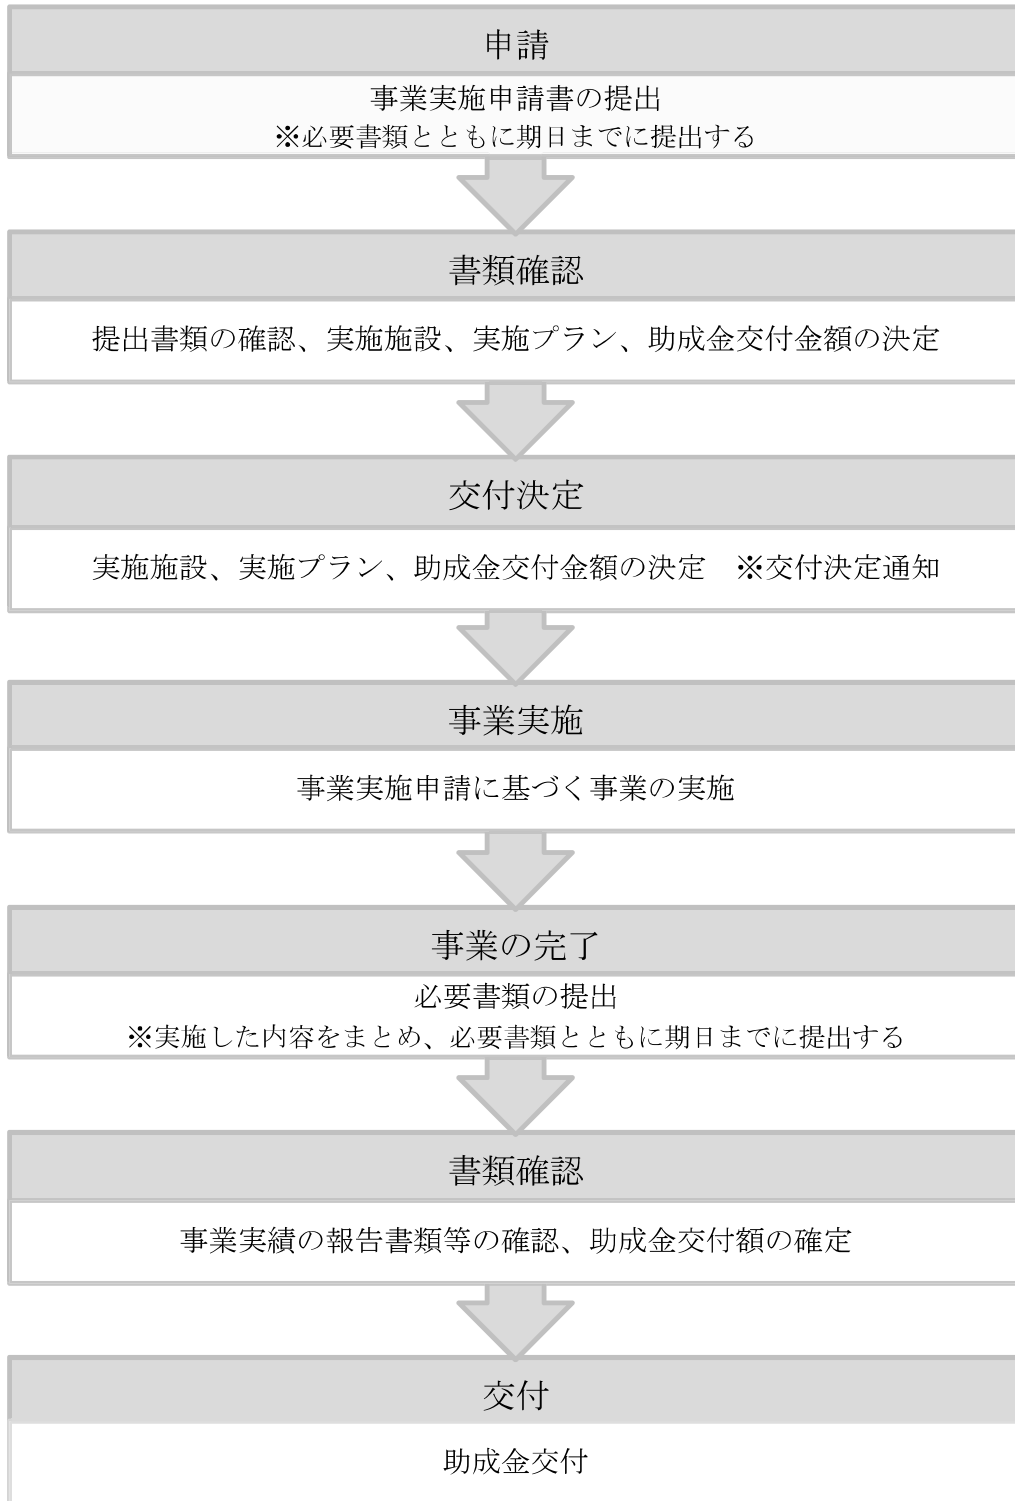 申請
事業実施申請書の提出
※必要書類とともに期日までに提出する
書類確認
提出書類の確認、実施施設、実施プラン、助成金交付金額の決定
交付決定
実施施設、実施プラン、助成金交付金額の決定　※交付決定通知
事業実施
事業実施申請に基づく事業の実施
事業の完了
必要書類の提出
※実施した内容をまとめ、必要書類とともに期日までに提出する
書類確認
事業実績の報告書類等の確認、助成金交付額の確定
交付
助成金交付